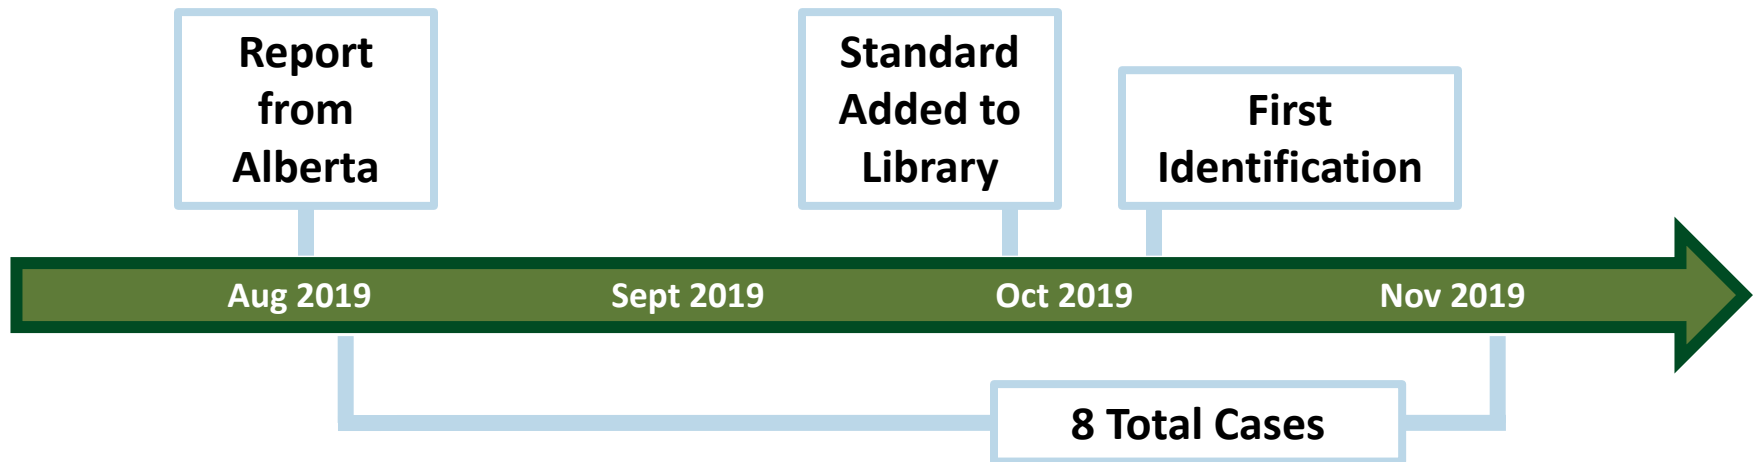 Report
from
Alberta
Standard
Added to
Library
First
Identification
Aug 2019
Sept 2019
Oct 2019
Nov 2019
8 Total Cases